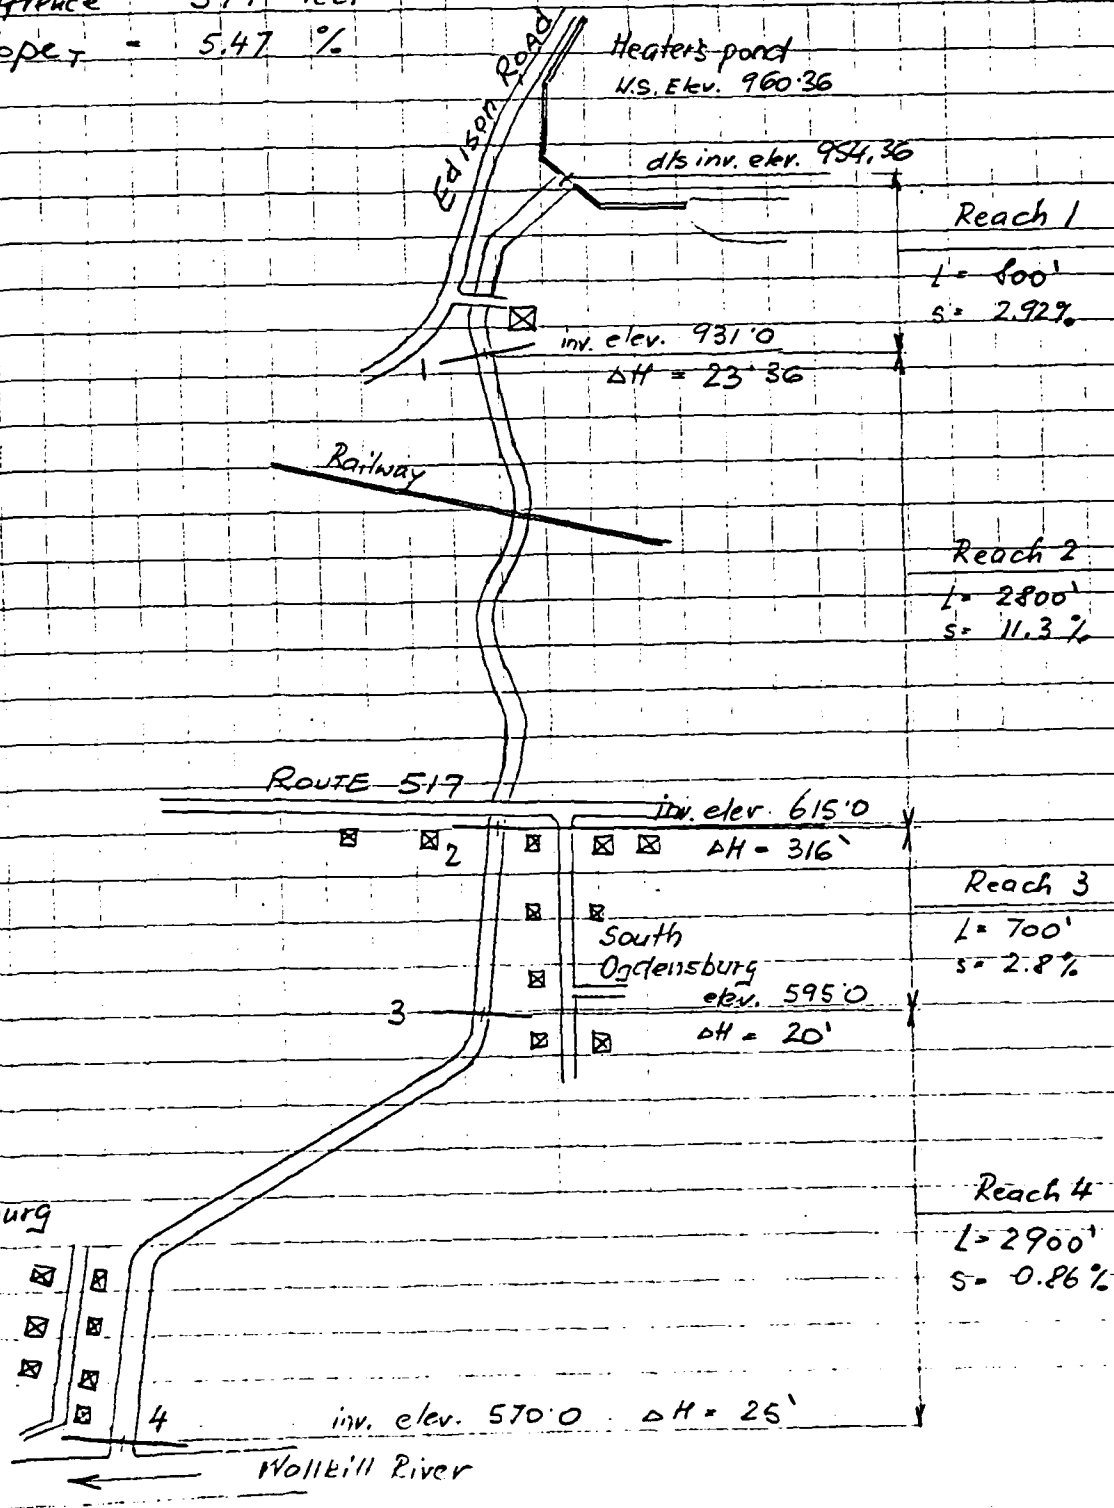 5.47 %
Edison Road
Heater's pond
W.S. Elev. 960.36
d/s inv. elev. 954.36
Reach 1
L = 800'
s = 2.92%
inv. elev. 931.0
ΔH = 23.36
1
Railway
Reach 2
L = 2800'
s = 11.3 %
ROUTE 517
inv. elev. 615.0
2
ΔH = 316'
Reach 3
L = 700'
s = 2.8 %
South
Ogdensburg
elev. 595.0
3
ΔH = 20'
Reach 4
L = 2900'
s = 0.86 %
urg
4
inv. elev. 570.0 ΔH = 25'
Wallkill River